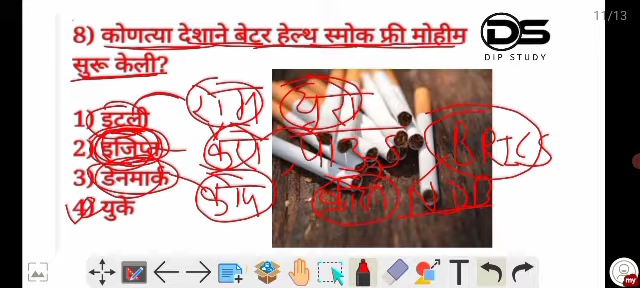 11/13
8) कोणत्या देशाने बेटर हेल्थ स्मोक फ्री मोहीम
सुरू केली?
DS
DIP STUDY
1) इटली
2) इजिप्त
3) डेनमार्क
4) युके
BRICS
NDB